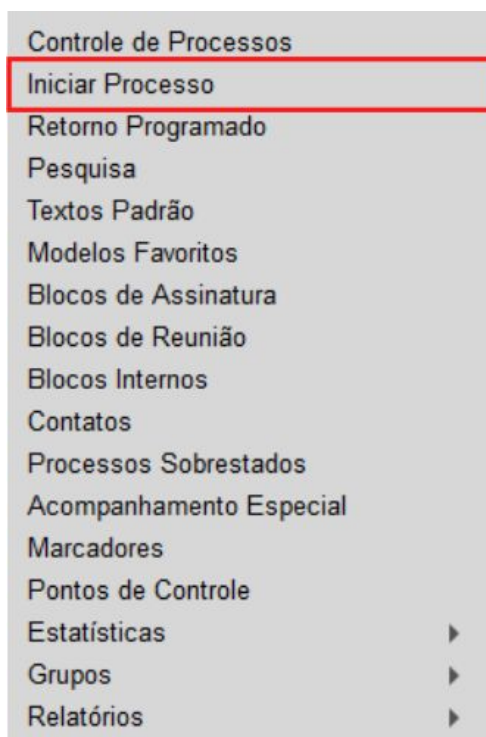 Controle de Processos
Iniciar Processo
Retorno Programado
Pesquisa
Textos Padrão
Modelos Favoritos
Blocos de Assinatura
Blocos de Reunião
Blocos Internos
Contatos
Processos Sobrestados
Acompanhamento Especial
Marcadores
Pontos de Controle
Estatísticas
Grupos
Relatórios